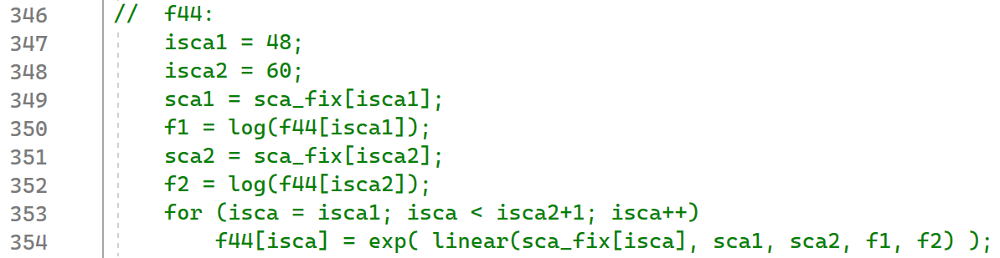 346 //  f44:
347     isca1 = 48;
348     isca2 = 60;
349     sca1 = sca_fix[isca1];
350     f1 = log(f44[isca1]);
351     sca2 = sca_fix[isca2];
352     f2 = log(f44[isca2]);
353     for (isca = isca1; isca < isca2+1; isca++)
354         f44[isca] = exp( linear(sca_fix[isca], sca1, sca2, f1, f2) );